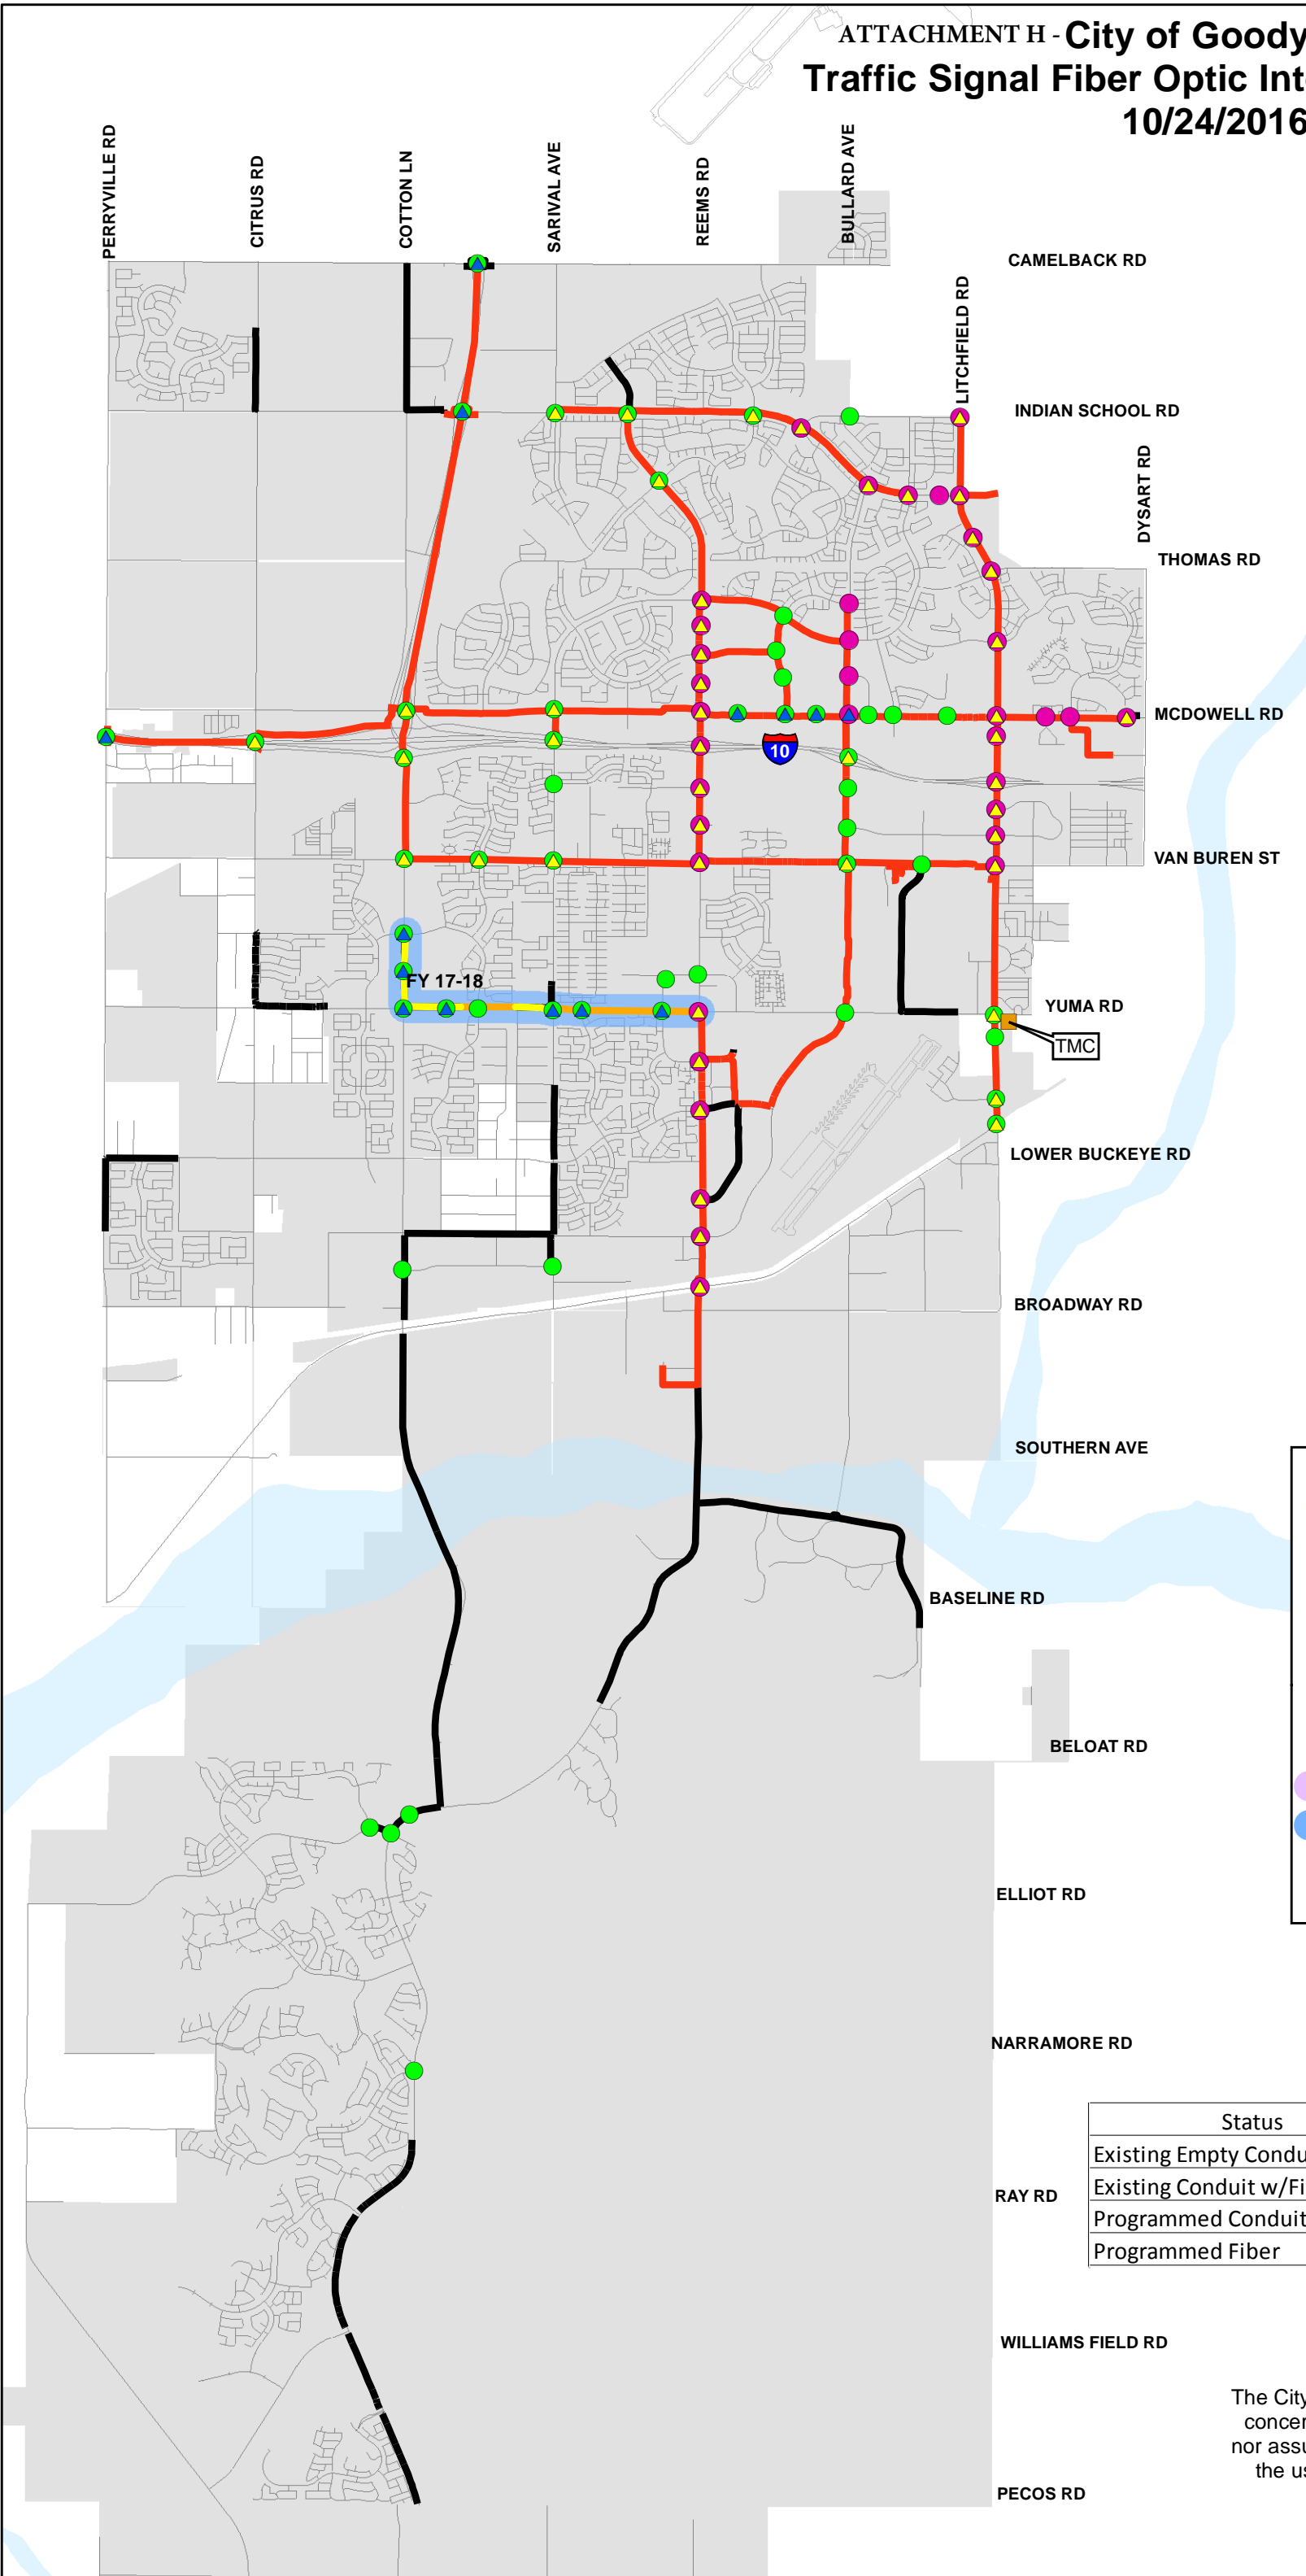 ATTACHMENT H - City of Goody
Traffic Signal Fiber Optic Int
10/24/2016
PERRYVILLE RD
CITRUS RD
COTTON LN
SARIVAL AVE
REEMS RD
BULLARD AVE
CAMELBACK RD
LITCHFIELD RD
INDIAN SCHOOL RD
DYSART RD
THOMAS RD
MCDOWELL RD
10
VAN BUREN ST
FY 17-18
YUMA RD
TMC
LOWER BUCKEYE RD
BROADWAY RD
SOUTHERN AVE
BASELINE RD
BELOAT RD
ELLIOT RD
NARRAMORE RD
Status
Existing Empty Condu
Existing Conduit w/Fi
Programmed Conduit
Programmed Fiber
RAY RD
WILLIAMS FIELD RD
The City
concer
nor assu
the us
PECOS RD